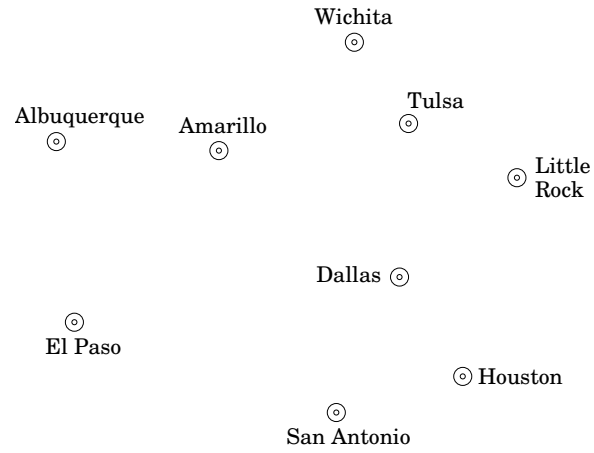 Wichita
Tulsa
Albuquerque
Amarillo
Little
Rock
Dallas
El Paso
Houston
San Antonio